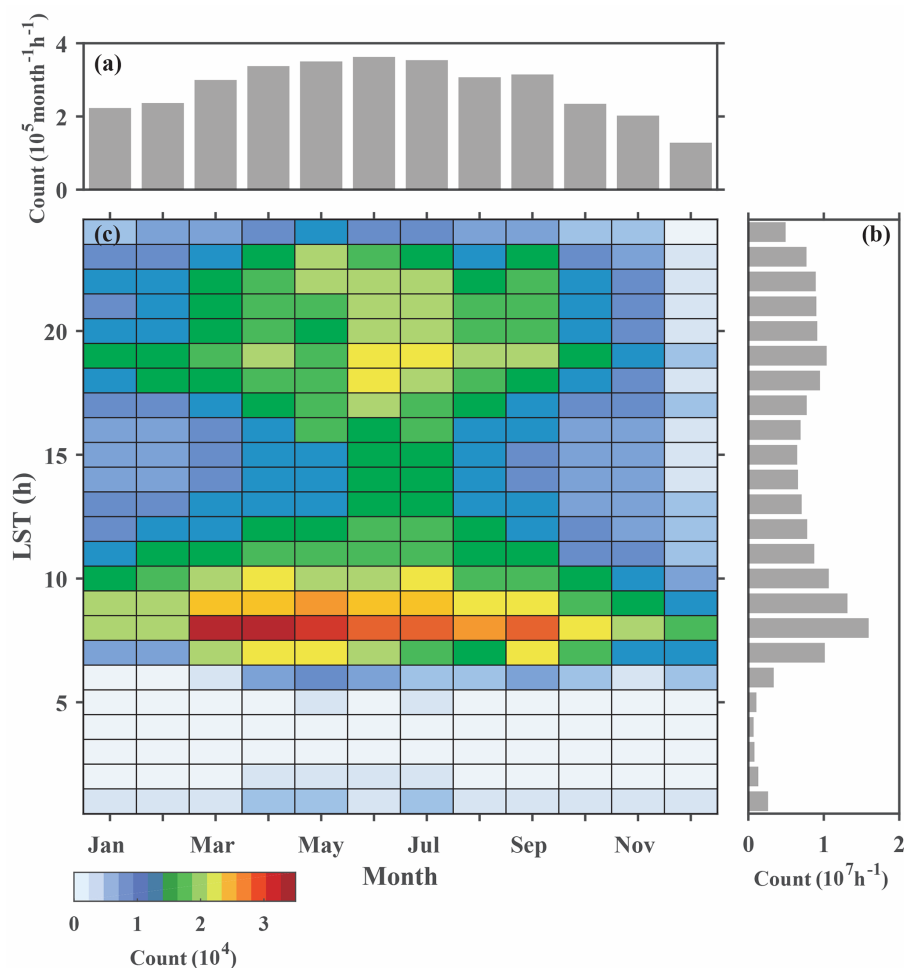 (a)
4
2
0
Count (10⁵month⁻¹h⁻¹)
(c)
(b)
20
15
10
5
LST (h)
Jan Mar May Jul Sep Nov
Month
0 1 2
Count (10⁷h⁻¹)
0 1 2 3
Count (10⁴)